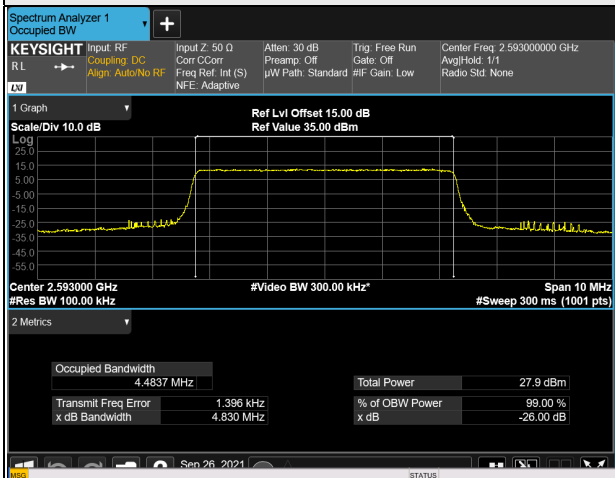 Spectrum Analyzer 1
Occupied BW
+
KEYSIGHT
R L
LXI
Input: RF
Coupling: DC
Align: Auto/No RF
Input Z: 50 Ω
Corr CCorr
Freq Ref: Int (S)
NFE: Adaptive
Atten: 30 dB
Preamp: Off
µW Path: Standard
Trig: Free Run
Gate: Off
#IF Gain: Low
Center Freq: 2.593000000 GHz
Avg|Hold: 1/1
Radio Std: None
1 Graph
Scale/Div 10.0 dB
Ref Lvl Offset 15.00 dB
Ref Value 35.00 dBm
Log
25.0
15.00
5.00
-5.00
-15.0
-25.0
-35.0
-45.0
-55.0
Center 2.593000 GHz
#Res BW 100.00 kHz
#Video BW 300.00 kHz*
Span 10 MHz
#Sweep 300 ms (1001 pts)
2 Metrics
Occupied Bandwidth
4.4837 MHz
Transmit Freq Error 1.396 kHz
x dB Bandwidth 4.830 MHz
Total Power 27.9 dBm
% of OBW Power 99.00 %
x dB -26.00 dB
Sep 26, 2021
MSG
STATUS